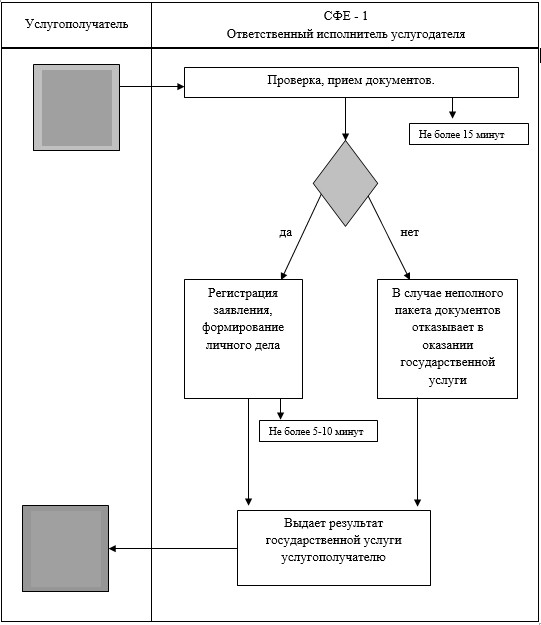 Услугополучатель
СФЕ - 1
Ответственный исполнитель услугодателя
Проверка, прием документов.
Не более 15 минут
да
нет
Регистрация
заявления,
формирование
личного дела
В случае неполного
пакета документов
отказывает в
оказании
государственной
услуги
Не более 5-10 минут
Выдает результат
государственной услуги
услугополучателю